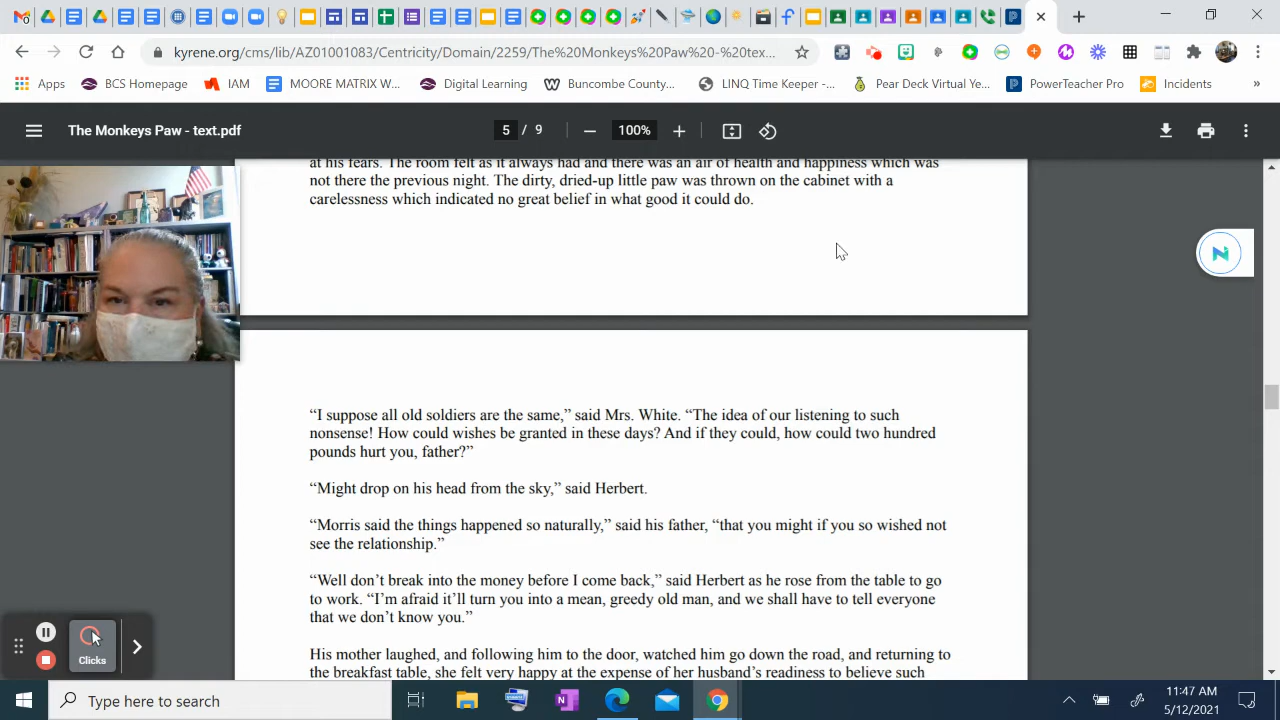 kyrene.org/cms/lib/AZ01001083/Centricity/Domain/2259/The%20Monkeys%20Paw%20-%20tex...
Apps
BCS Homepage
IAM
MOORE MATRIX W...
Digital Learning
Buncombe County...
LINQ Time Keeper -...
Pear Deck Virtual Ye...
PowerTeacher Pro
Incidents
»
The Monkeys Paw - text.pdf
5 / 9
100%
at his fears. The room felt as it always had and there was an air of health and happiness which was
not there the previous night. The dirty, dried-up little paw was thrown on the cabinet with a
carelessness which indicated no great belief in what good it could do.
“I suppose all old soldiers are the same,” said Mrs. White. “The idea of our listening to such
nonsense! How could wishes be granted in these days? And if they could, how could two hundred
pounds hurt you, father?”
“Might drop on his head from the sky,” said Herbert.
“Morris said the things happened so naturally,” said his father, “that you might if you so wished not
see the relationship.”
“Well don’t break into the money before I come back,” said Herbert as he rose from the table to go
to work. “I’m afraid it’ll turn you into a mean, greedy old man, and we shall have to tell everyone
that we don’t know you.”
His mother laughed, and following him to the door, watched him go down the road, and returning to
the breakfast table, she felt very happy at the expense of her husband’s readiness to believe such
Clicks
Type here to search
11:47 AM
5/12/2021